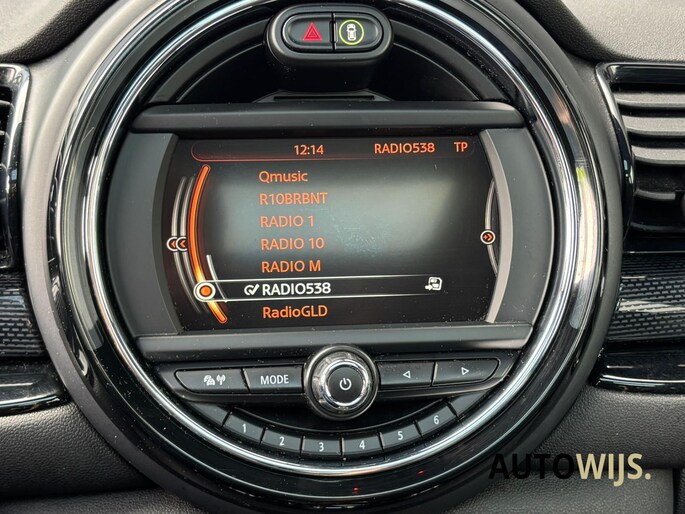 12:14 RADIO538 TP
Qmusic
R10BRBNT
RADIO 1
RADIO 10
RADIO M
RADIO538
RadioGLD
MODE
1 2 3 4 5 6
AUTOWIJS.